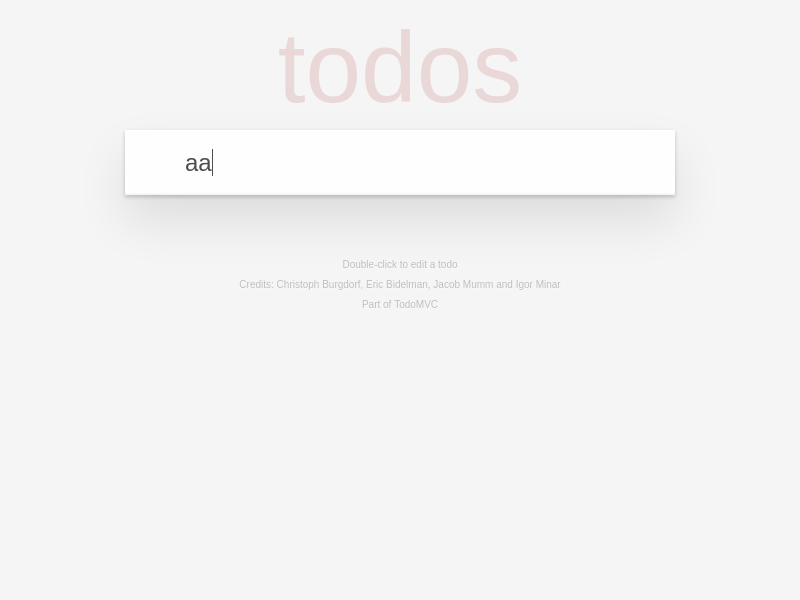 todos
aa
Double-click to edit a todo
Credits: Christoph Burgdorf, Eric Bidelman, Jacob Mumm and Igor Minar
Part of TodoMVC